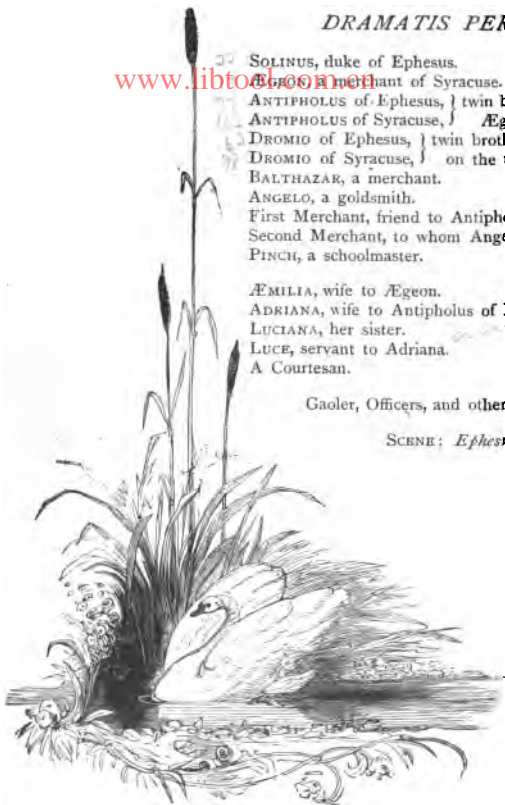 DRAMATIS PER
SOLINUS, duke of Ephesus.
www.libtool.com.cn
ÆGEON, a merchant of Syracuse.
ANTIPHOLUS of Ephesus, } twin b
ANTIPHOLUS of Syracuse, } Æg
DROMIO of Ephesus, } twin broth
DROMIO of Syracuse, } on the t
BALTHAZAR, a merchant.
ANGELO, a goldsmith.
First Merchant, friend to Antipho
Second Merchant, to whom Ange
PINCH, a schoolmaster.
ÆMILIA, wife to Ægeon.
ADRIANA, wife to Antipholus of
LUCIANA, her sister.
LUCE, servant to Adriana.
A Courtesan.
Gaoler, Officers, and other
SCENE: Ephes